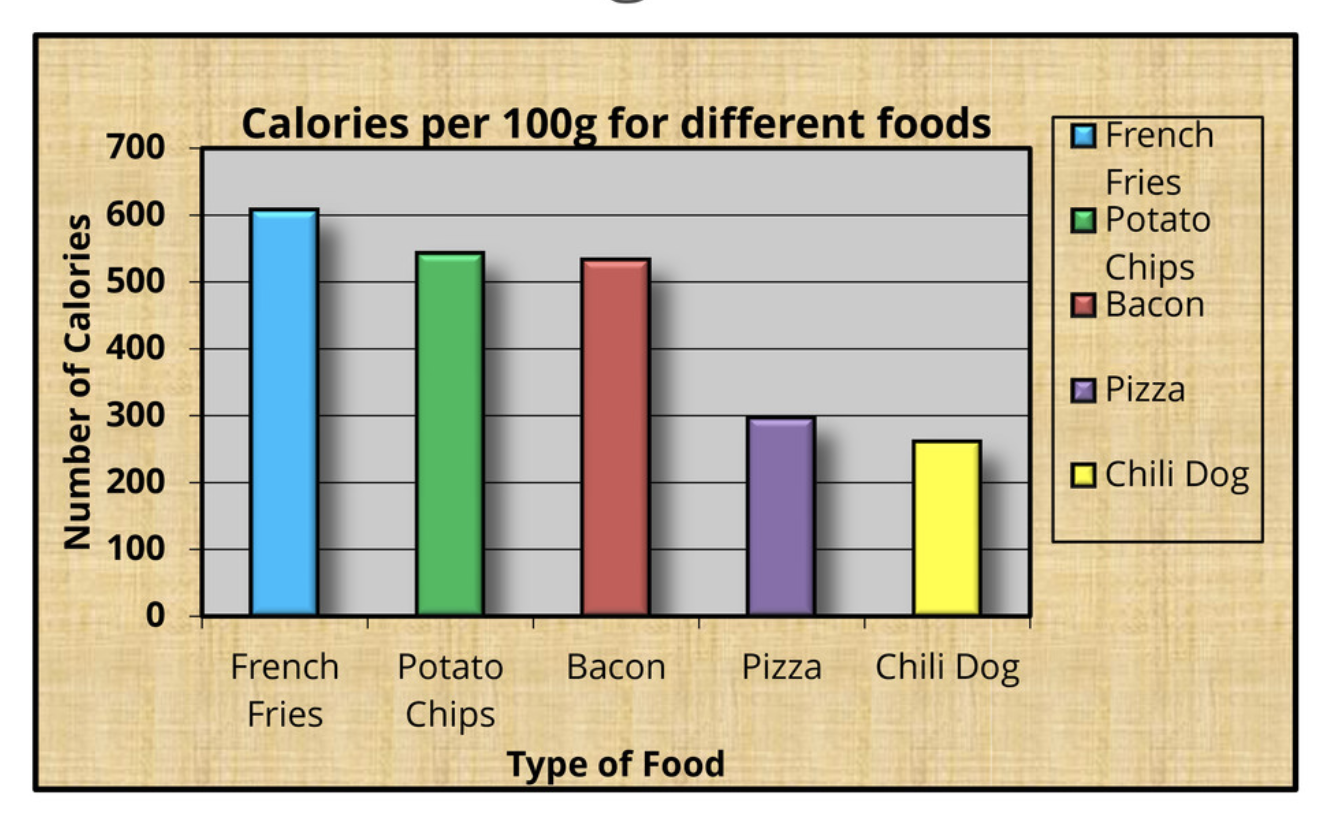 Calories per 100g for different foods
Number of Calories
700
600
500
400
300
200
100
0
French
Fries
Potato
Chips
Bacon
Pizza
Chili Dog
Type of Food
French
Fries
Potato
Chips
Bacon
Pizza
Chili Dog